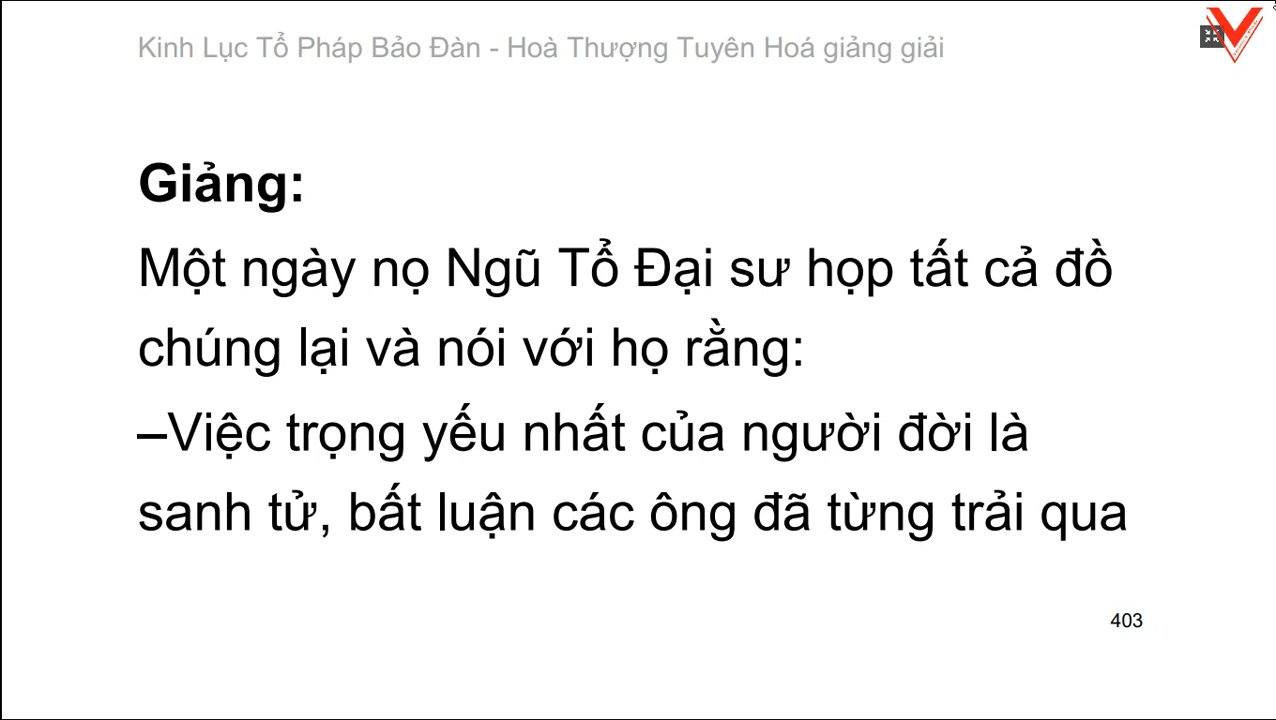 Kinh Lục Tổ Pháp Bảo Đàn - Hoà Thượng Tuyên Hoá giảng giải
Giảng:
Một ngày nọ Ngũ Tổ Đại sư họp tất cả đồ
chúng lại và nói với họ rằng:
–Việc trọng yếu nhất của người đời là
sanh tử, bất luận các ông đã từng trải qua
403